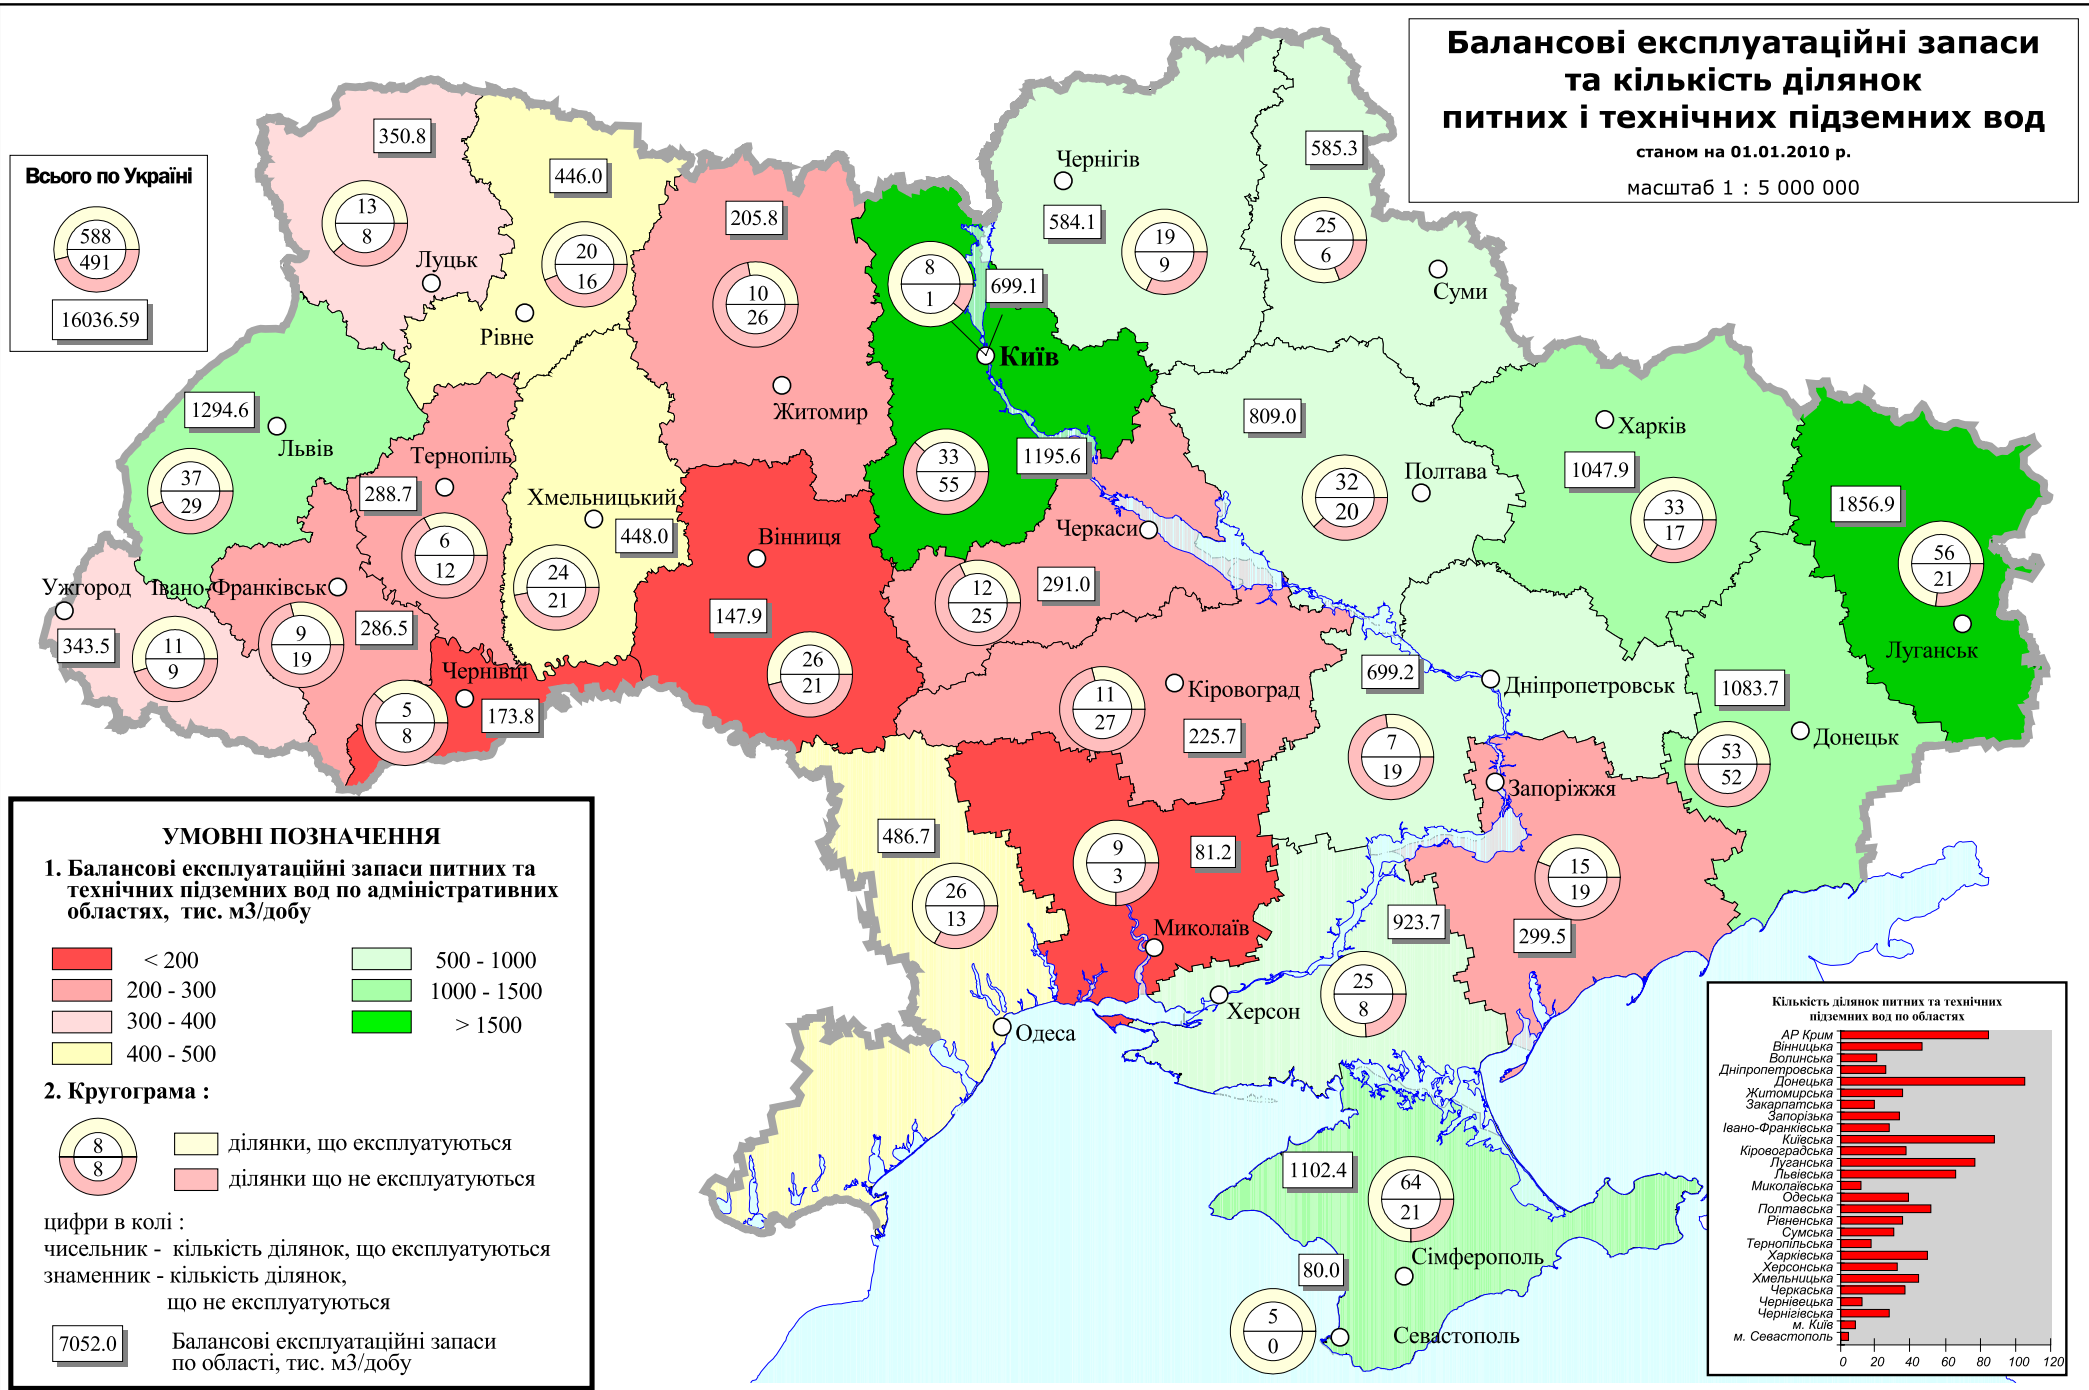 Балансові експлуатаційні запаси
та кількість ділянок
питних і технічних підземних вод
станом на 01.01.2010 р.
масштаб 1 : 5 000 000
Всього по Україні
588
491
16036.59
350.8
13
8
Луцьк
446.0
20
16
Рівне
205.8
10
26
Житомир
8
1
699.1
Київ
33
55
1195.6
Чернігів
584.1
19
9
585.3
25
6
Суми
1294.6
Львів
37
29
Тернопіль
288.7
6
12
Хмельницький
448.0
24
21
Вінниця
147.9
26
21
Черкаси
291.0
12
25
809.0
32
20
Полтава
Харків
1047.9
33
17
1856.9
56
21
Луганськ
Ужгород
343.5
11
9
Івано-Франківськ
286.5
9
19
Чернівці
173.8
5
8
Кіровоград
225.7
11
27
699.2
7
19
Дніпропетровськ
1083.7
53
52
Донецьк
Запоріжжя
15
19
299.5
486.7
26
13
Одеса
9
3
81.2
Миколаїв
923.7
25
8
Херсон
1102.4
64
21
Сімферополь
80.0
5
0
Севастополь
УМОВНІ ПОЗНАЧЕННЯ
1. Балансові експлуатаційні запаси питних та
технічних підземних вод по адміністративних
областях, тис. м3/добу
< 200
200 - 300
300 - 400
400 - 500
500 - 1000
1000 - 1500
> 1500
2. Кругограма :
8
8
ділянки, що експлуатуються
ділянки що не експлуатуються
цифри в колі :
чисельник - кількість ділянок, що експлуатуються
знаменник - кількість ділянок,
що не експлуатуються
7052.0
Балансові експлуатаційні запаси
по області, тис. м3/добу
Кількість ділянок питних та технічних
підземних вод по областях
АР Крим
Вінницька
Волинська
Дніпропетровська
Донецька
Житомирська
Закарпатська
Запорізька
Івано-Франківська
Київська
Кіровоградська
Луганська
Львівська
Миколаївська
Одеська
Полтавська
Рівненська
Сумська
Тернопільська
Харківська
Херсонська
Хмельницька
Черкаська
Чернівецька
Чернігівська
м. Київ
м. Севастополь
0 20 40 60 80 100 120